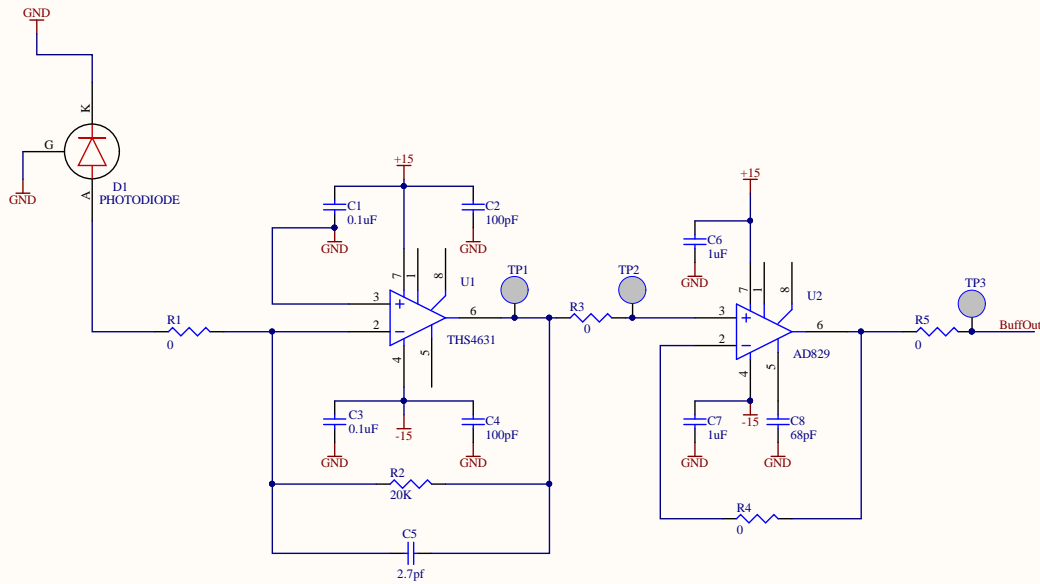 GND
K
G
GND
A
D1
PHOTODIODE
R1
0
+15
C1
0.1uF
GND
C2
100pF
GND
7
1
8
U1
3
2
6
THS4631
4
5
C3
0.1uF
GND
-15
C4
100pF
GND
R2
20K
C5
2.7pf
TP1
R3
0
TP2
+15
C6
1uF
GND
7
1
8
U2
3
2
6
AD829
4
5
C7
1uF
GND
-15
C8
68pF
GND
R4
0
R5
0
TP3
BuffOut